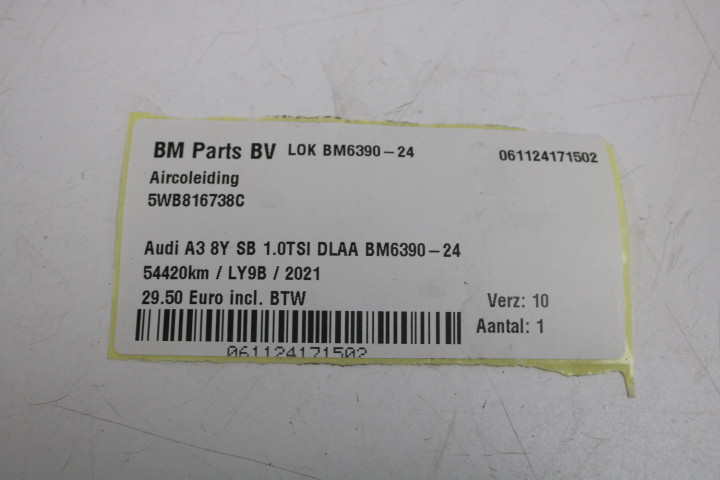 BM Parts BV LOK BM6390-24 061124171502
Aircoleiding
5WB816738C
Audi A3 8Y SB 1.0TSI DLAA BM6390-24
54420km / LY9B / 2021
29.50 Euro incl. BTW Verz: 10
Aantal: 1
061124171502